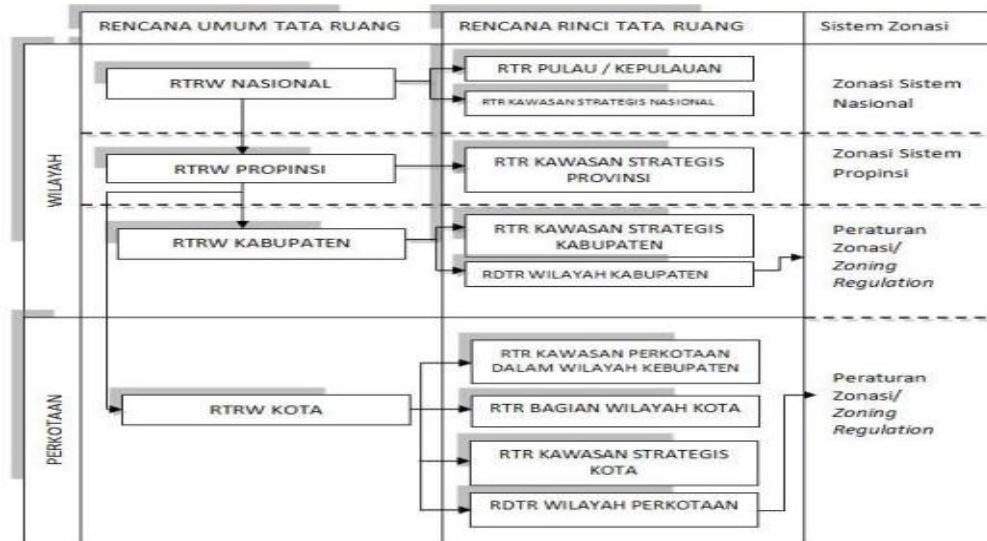 RENCANA UMUM TATA RUANG
RENCANA RINCI TATA RUANG
Sistem Zonasi
WILAYAH
RTRW NASIONAL
RTR PULAU / KEPULAUAN
RTR KAWASAN STRATEGIS NASIONAL
Zonasi Sistem
Nasional
RTRW PROPINSI
RTR KAWASAN STRATEGIS
PROVINSI
Zonasi Sistem
Propinsi
RTRW KABUPATEN
RTR KAWASAN STRATEGIS
KABUPATEN
RDTR WILAYAH KABUPATEN
Peraturan
Zonasi/
Zoning
Regulation
PERKOTAAN
RTRW KOTA
RTR KAWASAN PERKOTAAN
DALAM WILAYAH KEBUPATEN
RTR BAGIAN WILAYAH KOTA
RTR KAWASAN STRATEGIS
KOTA
RDTR WILAYAH PERKOTAAN
Peraturan
Zonasi/
Zoning
Regulation